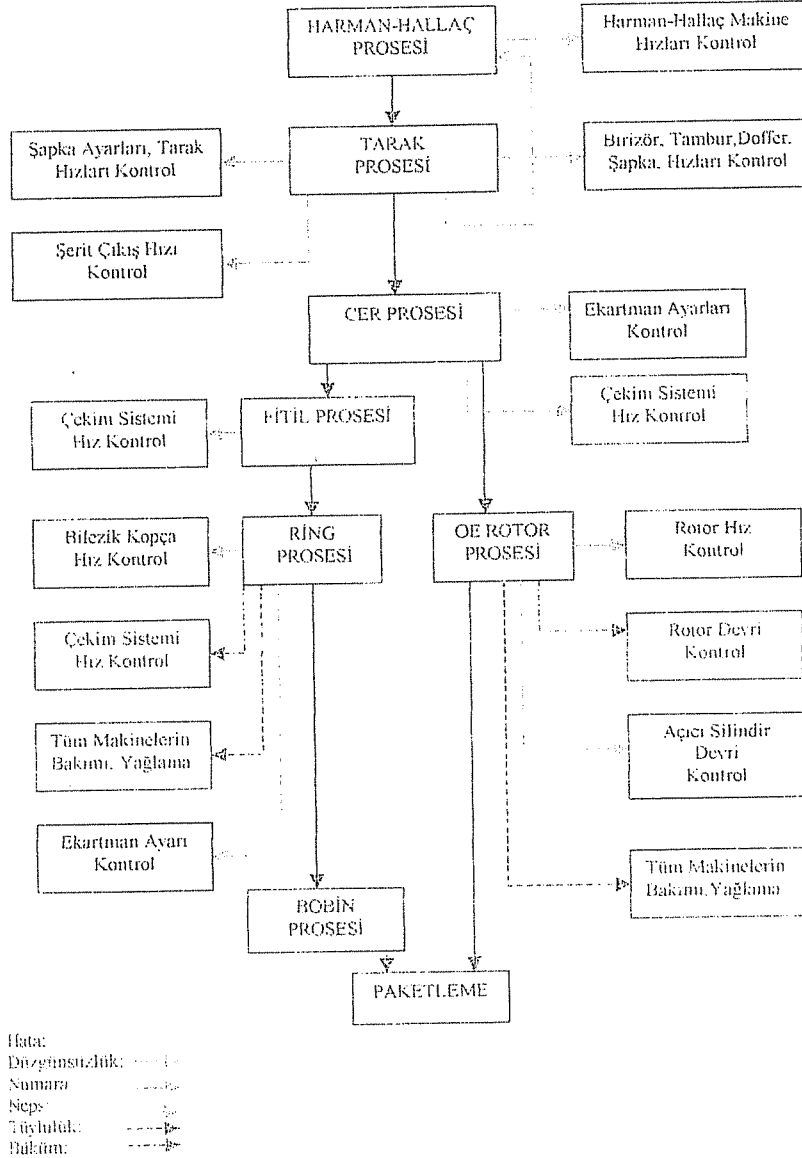 HARMAN-HALLAÇ
PROSESİ
Harman-Hallaç Makine
Hızları Kontrol
Şapka Ayarları, Tarak
Hızları Kontrol
TARAK
PROSESİ
Birizör, Tambur,Doffer,
Şapka, Hızları Kontrol
Şerit Çıkış Hızı
Kontrol
CER PROSESİ
Ekartman Ayarları
Kontrol
Çekim Sistemi
Hız Kontrol
FİTİL PROSESİ
Çekim Sistemi
Hız Kontrol
Bilezik Kopça
Hız Kontrol
RİNG
PROSESİ
OE ROTOR
PROSESİ
Rotor Hız
Kontrol
Çekim Sistemi
Hız Kontrol
Rotor Devri
Kontrol
Tüm Makinelerin
Bakımı, Yağlama
Açıcı Silindir
Devri
Kontrol
Ekartman Ayarı
Kontrol
Tüm Makinelerin
Bakımı,Yağlama
BOBİN
PROSESİ
PAKETLEME
Hata:
Düzgünsüzlük:
Numara
Neps:
Tüylülük:
Büküm: